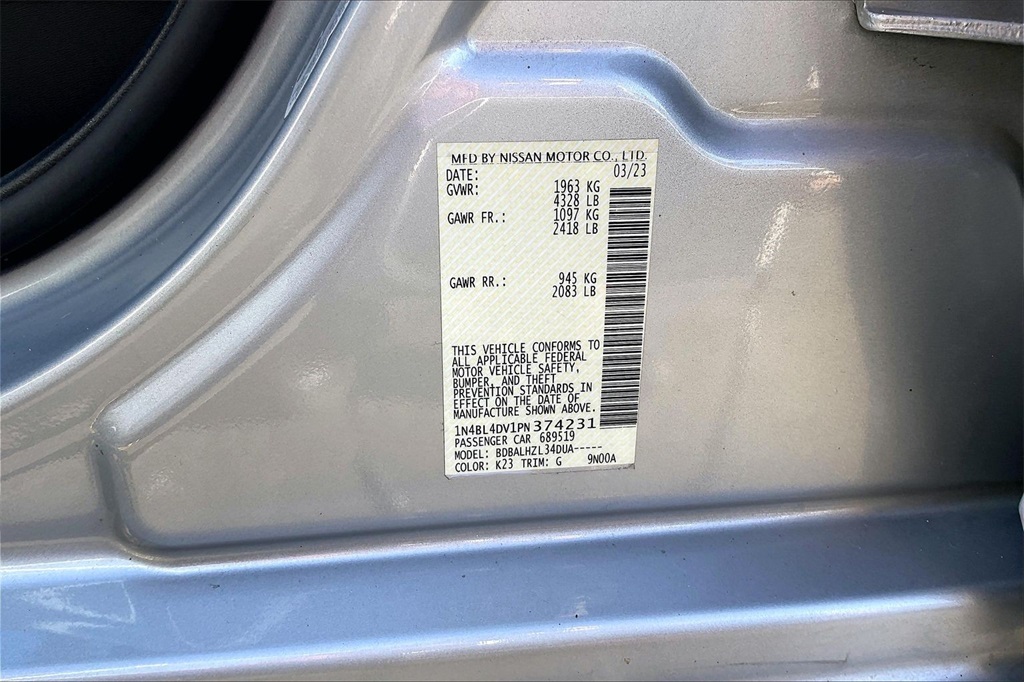 MFD BY NISSAN MOTOR CO., LTD.
DATE: 03/23
GVWR: 1963 KG
4328 LB
GAWR FR.: 1097 KG
2418 LB
GAWR RR.: 945 KG
2083 LB
THIS VEHICLE CONFORMS TO
ALL APPLICABLE FEDERAL
MOTOR VEHICLE SAFETY,
BUMPER, AND THEFT
PREVENTION STANDARDS IN
EFFECT ON THE DATE OF
MANUFACTURE SHOWN ABOVE.
1N4BL4DV1PN374231
PASSENGER CAR 689519
MODEL: BDBALHZL34DUA-----
COLOR: K23 TRIM: G 9N00A